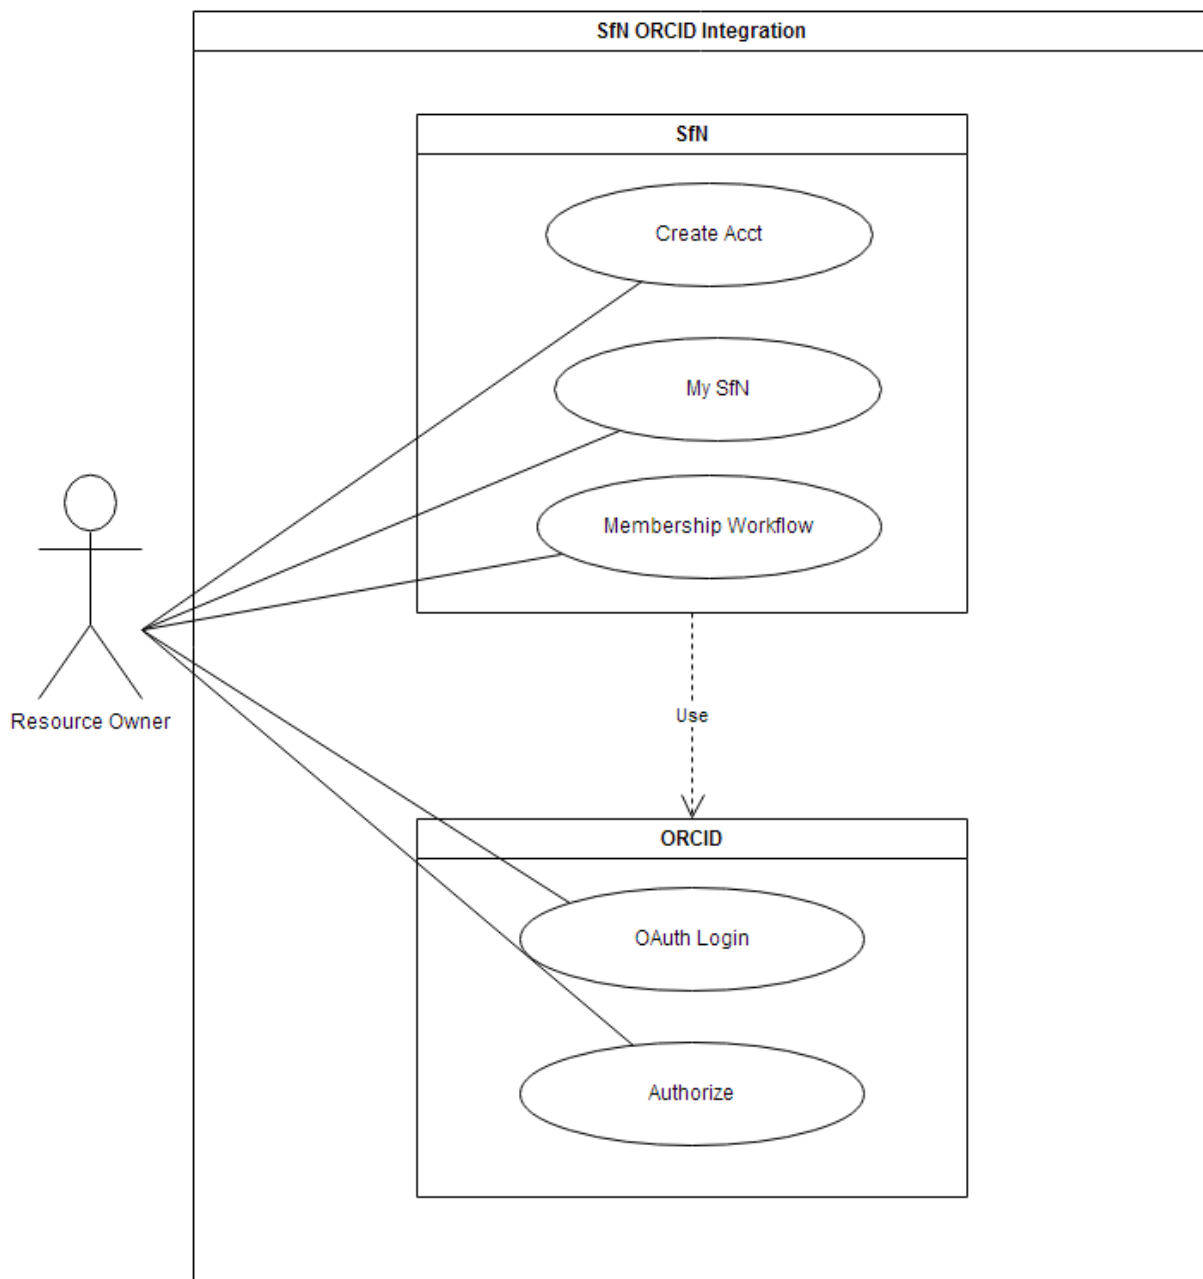 SfN ORCID Integration
SfN
Create Acct
My SfN
Membership Workflow
Resource Owner
Use
ORCID
OAuth Login
Authorize